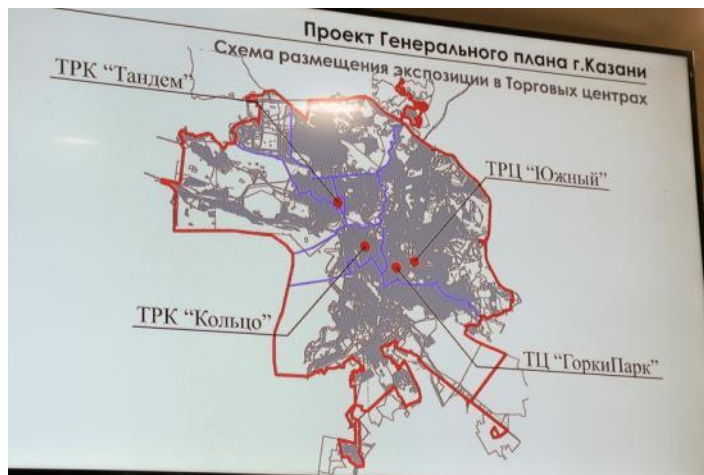 Проект Генерального плана г.Казани
Схема размещения экспозиции в Торговых центрах
ТРК “Тандем”
ТРЦ “Южный”
ТРК “Кольцо”
ТЦ “ГоркиПарк”